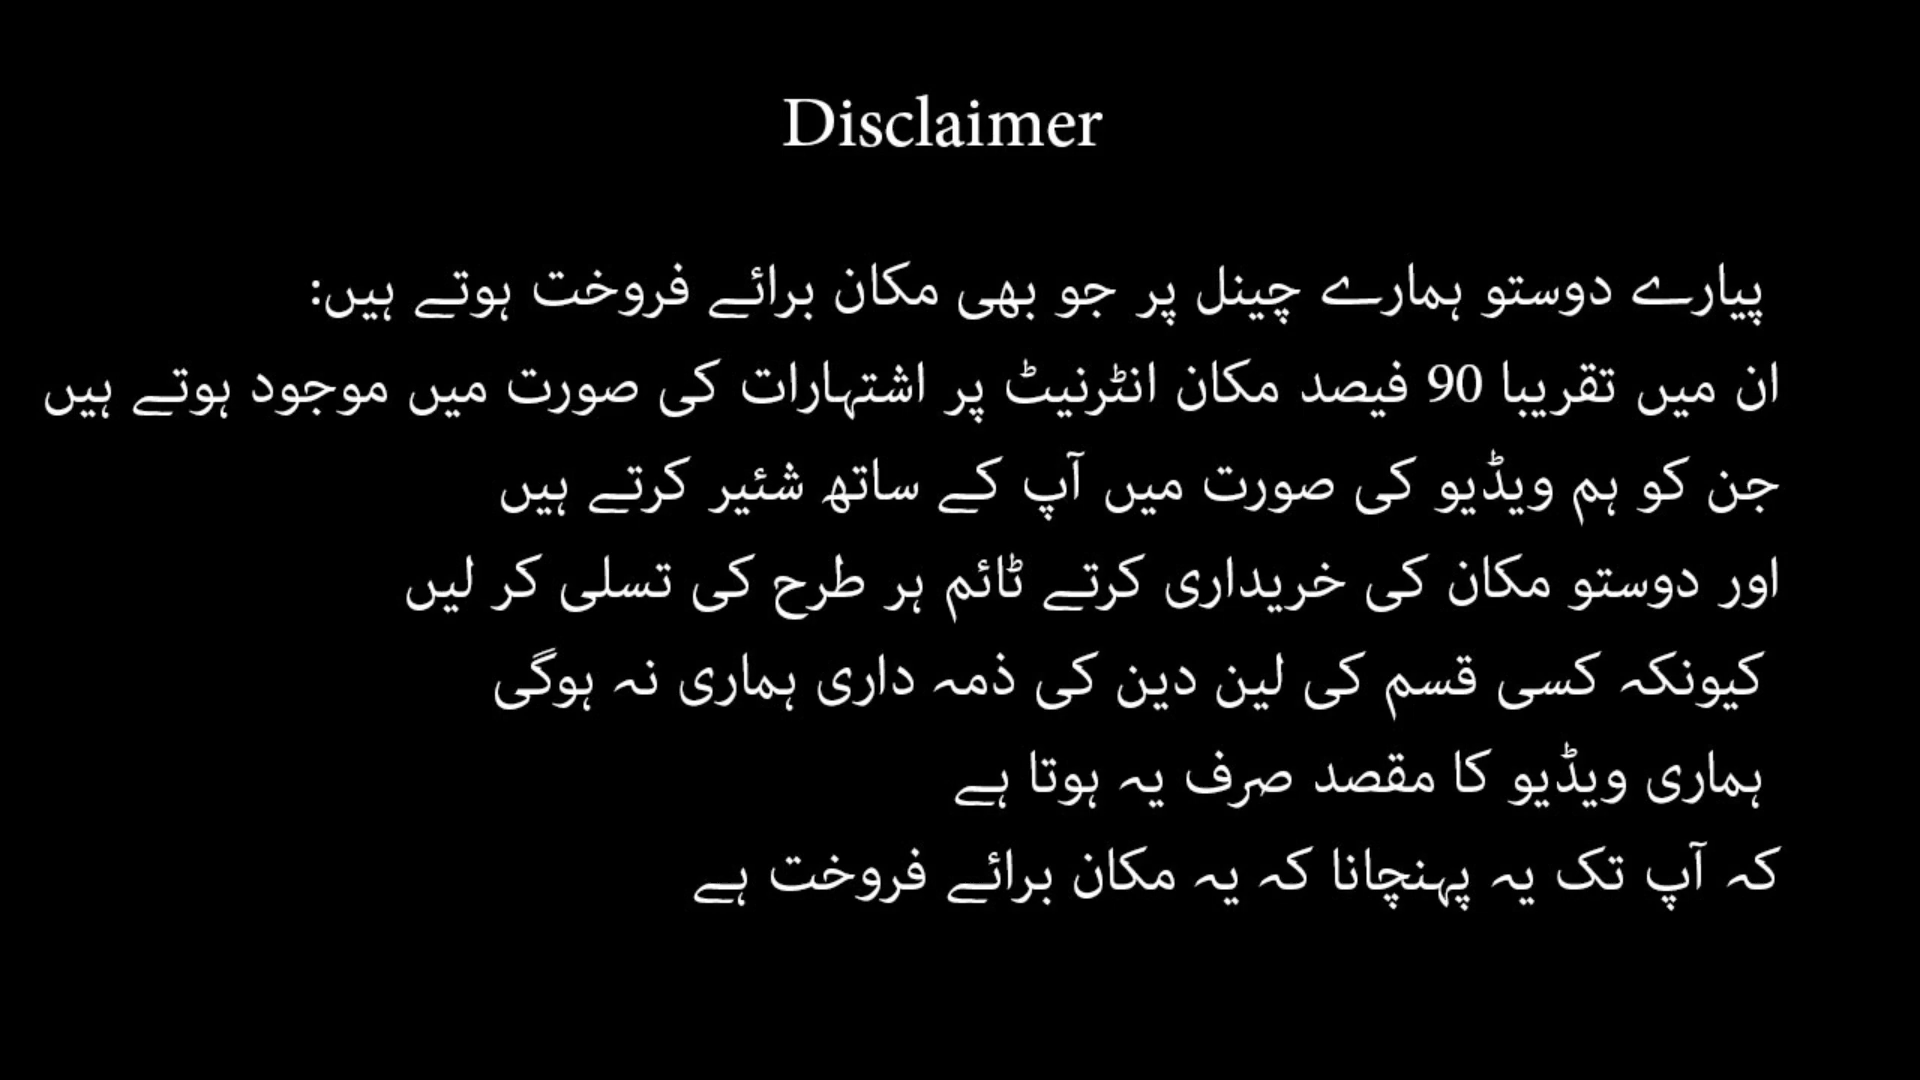 Disclaimer
پیارے دوستو ہمارے چینل پر جو بھی مکان برائے فروخت ہوتے ہیں:
ان میں تقریبا 90 فیصد مکان انٹرنیٹ پر اشتہارات کی صورت میں موجود ہوتے ہیں
جن کو ہم ویڈیو کی صورت میں آپ کے ساتھ شئیر کرتے ہیں
اور دوستو مکان کی خریداری کرتے ٹائم ہر طرح کی تسلی کر لیں
کیونکہ کسی قسم کی لین دین کی ذمہ داری ہماری نہ ہوگی
ہماری ویڈیو کا مقصد صرف یہ ہوتا ہے
کہ آپ تک یہ پہنچانا کہ یہ مکان برائے فروخت ہے